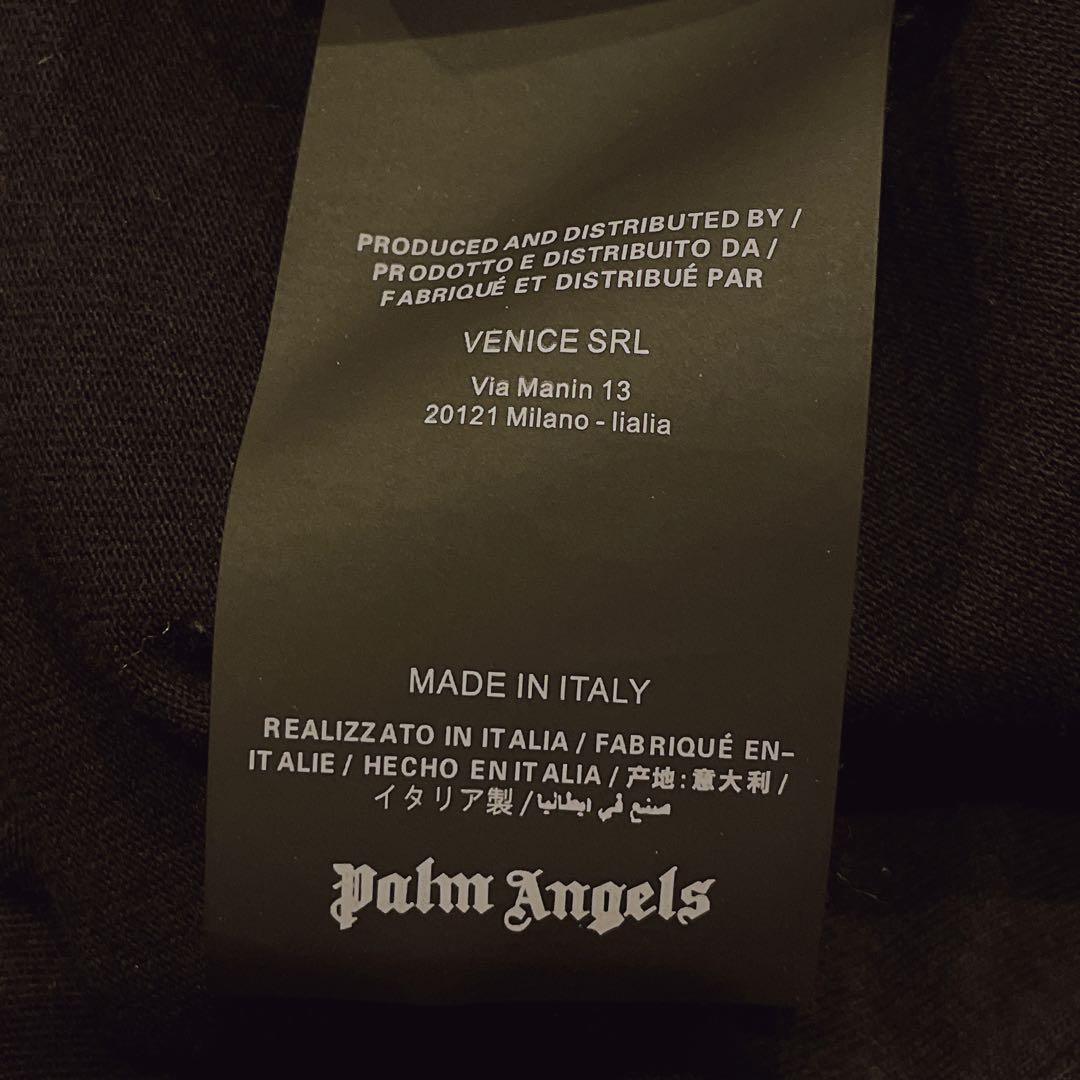 PRODUCED AND DISTRIBUTED BY /
PRODOTTO E DISTRIBUITO DA /
FABRIQUÉ ET DISTRIBUÉ PAR
VENICE SRL
Via Manin 13
20121 Milano - lialia
MADE IN ITALY
REALIZZATO IN ITALIA / FABRIQUÉ EN-
ITALIE / HECHO EN ITALIA / 产地:意大利 /
イタリア製 / صنع في ايطانيا
Palm Angels